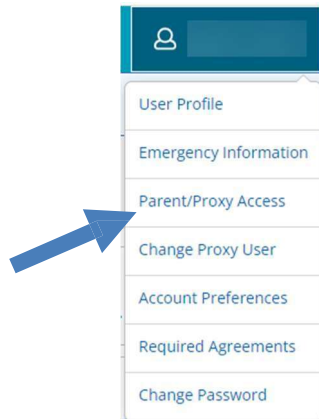 User Profile
Emergency Information
Parent/Proxy Access
Change Proxy User
Account Preferences
Required Agreements
Change Password